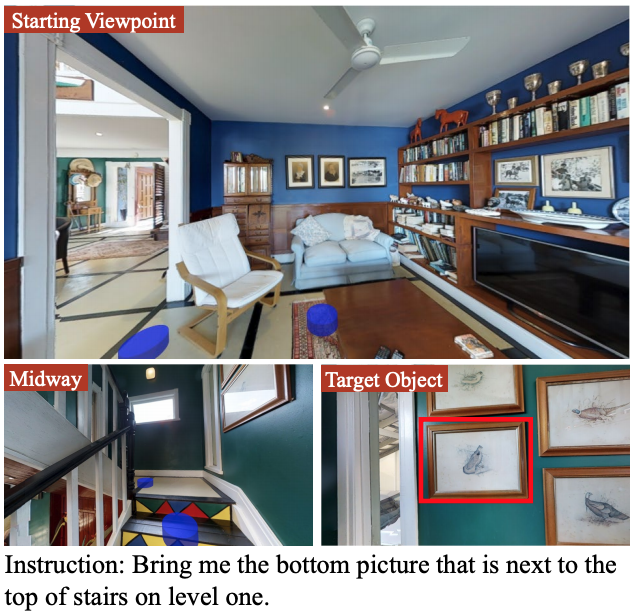 Starting Viewpoint
Midway
Target Object
Instruction: Bring me the bottom picture that is next to the
top of stairs on level one.